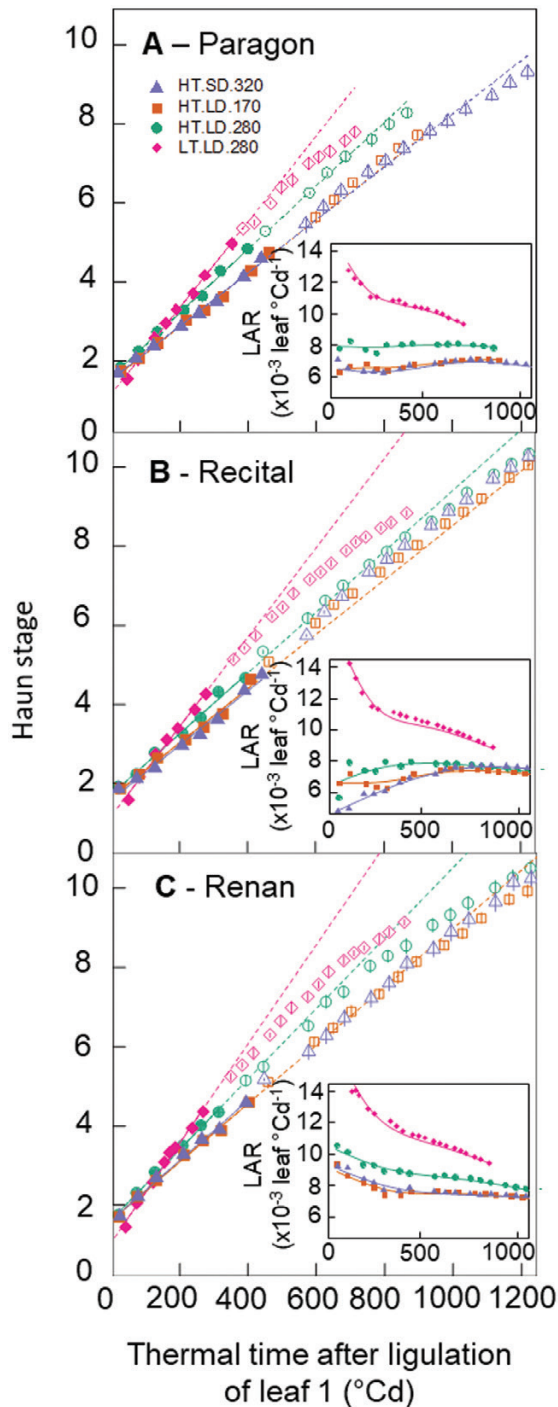 A – Paragon
HT.SD.320
HT.LD.170
HT.LD.280
LT.LD.280
10
8
6
4
2
0
LAR
(x10-3 leaf °Cd-1)
14
12
10
8
6
0 500 1000
B - Recital
10
8
6
4
2
0
LAR
(x10-3 leaf °Cd-1)
14
12
10
8
6
0 500 1000
C - Renan
10
8
6
4
2
0
LAR
(x10-3 leaf °Cd-1)
14
12
10
8
6
0 500 1000
Haun stage
0 200 400 600 800 1000 1200
Thermal time after ligulation
of leaf 1 (°Cd)